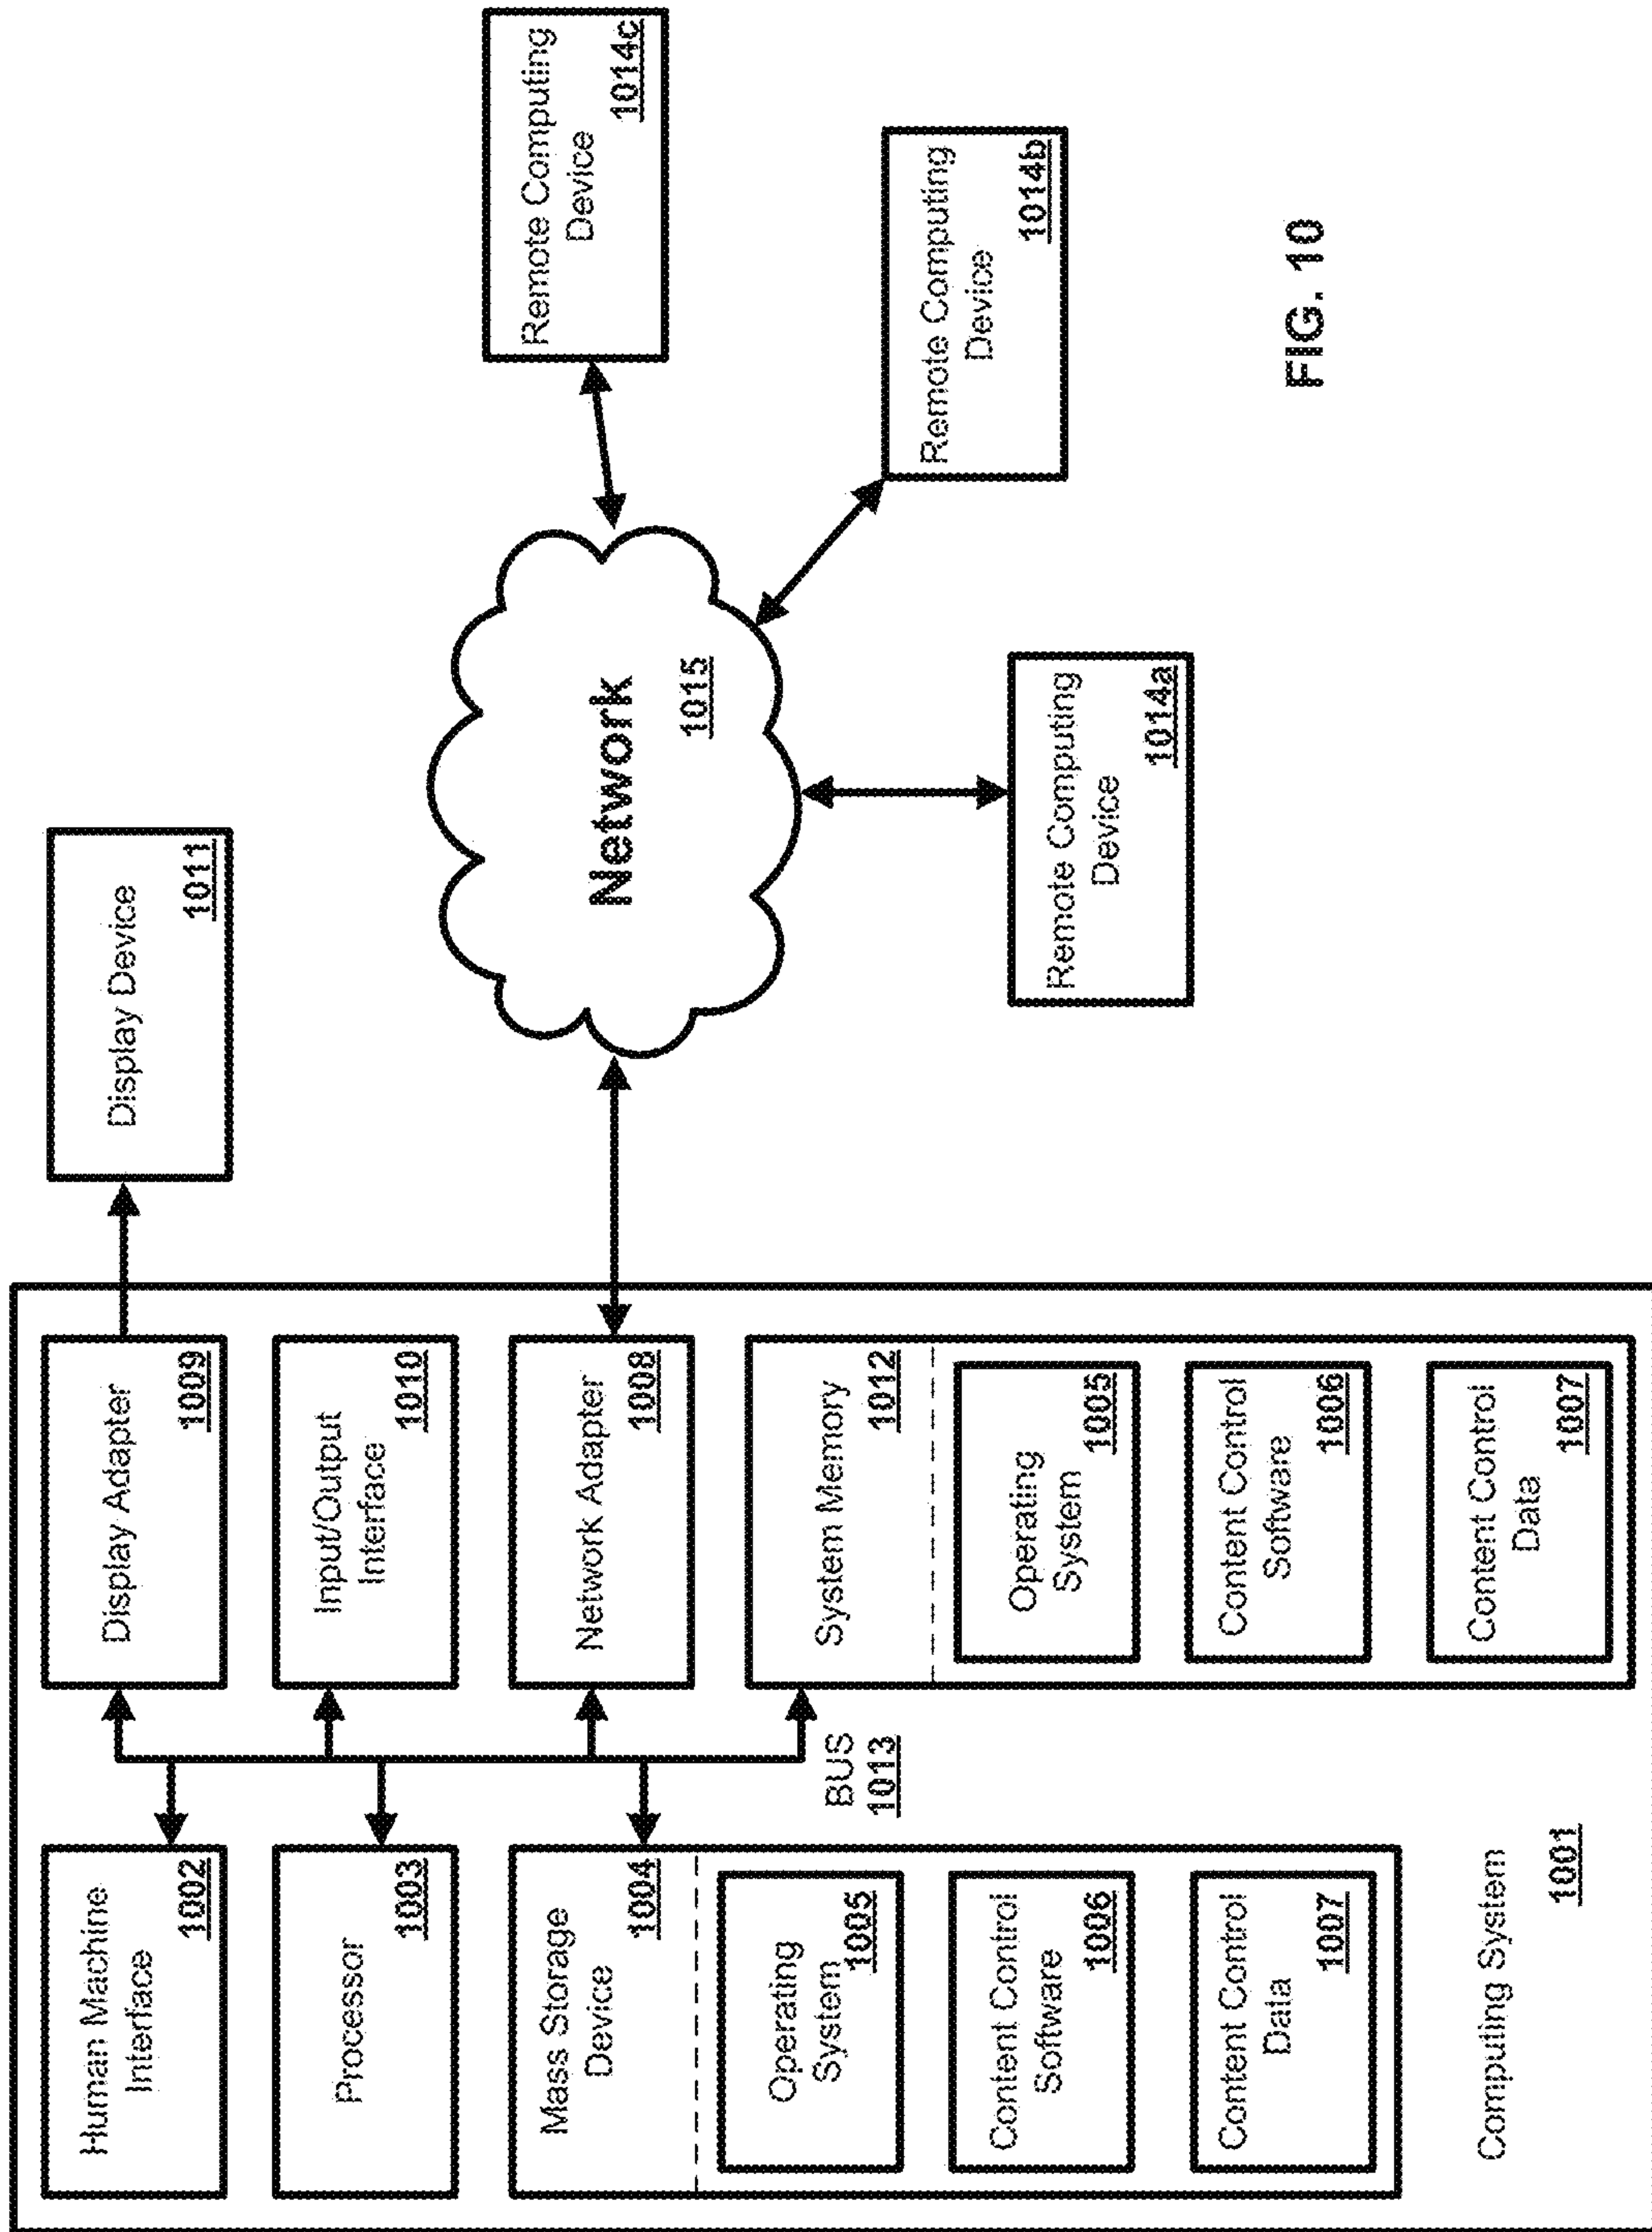 Human Machine
Interface
1002
Processor
1003
Mass Storage
Device
1004
Operating
System
1005
Content Control
Software
1006
Content Control
Data
1007
Computing System
1001
BUS
1013
Display Adapter
1009
Input/Output
Interface
1010
Network Adapter
1008
System Memory
1012
Operating
System
1005
Content Control
Software
1006
Content Control
Data
1007
Display Device
1011
Network
1015
Remote Computing
Device
1014a
Remote Computing
Device
1014b
Remote Computing
Device
1014c
FIG. 10